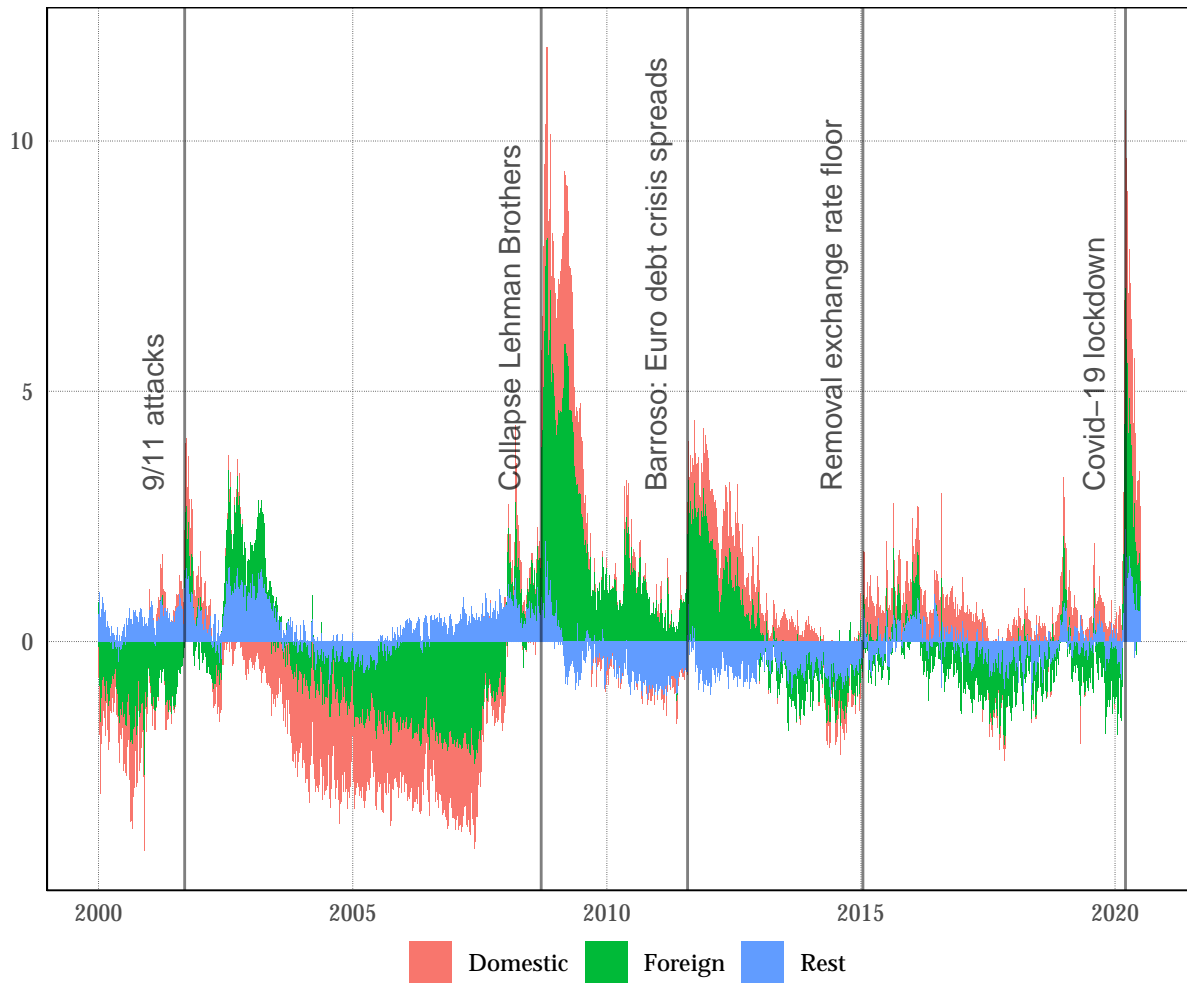 10
5
0
9/11 attacks
Collapse Lehman Brothers
Barroso: Euro debt crisis spreads
Removal exchange rate floor
Covid−19 lockdown
2000 2005 2010 2015 2020
Domestic Foreign Rest